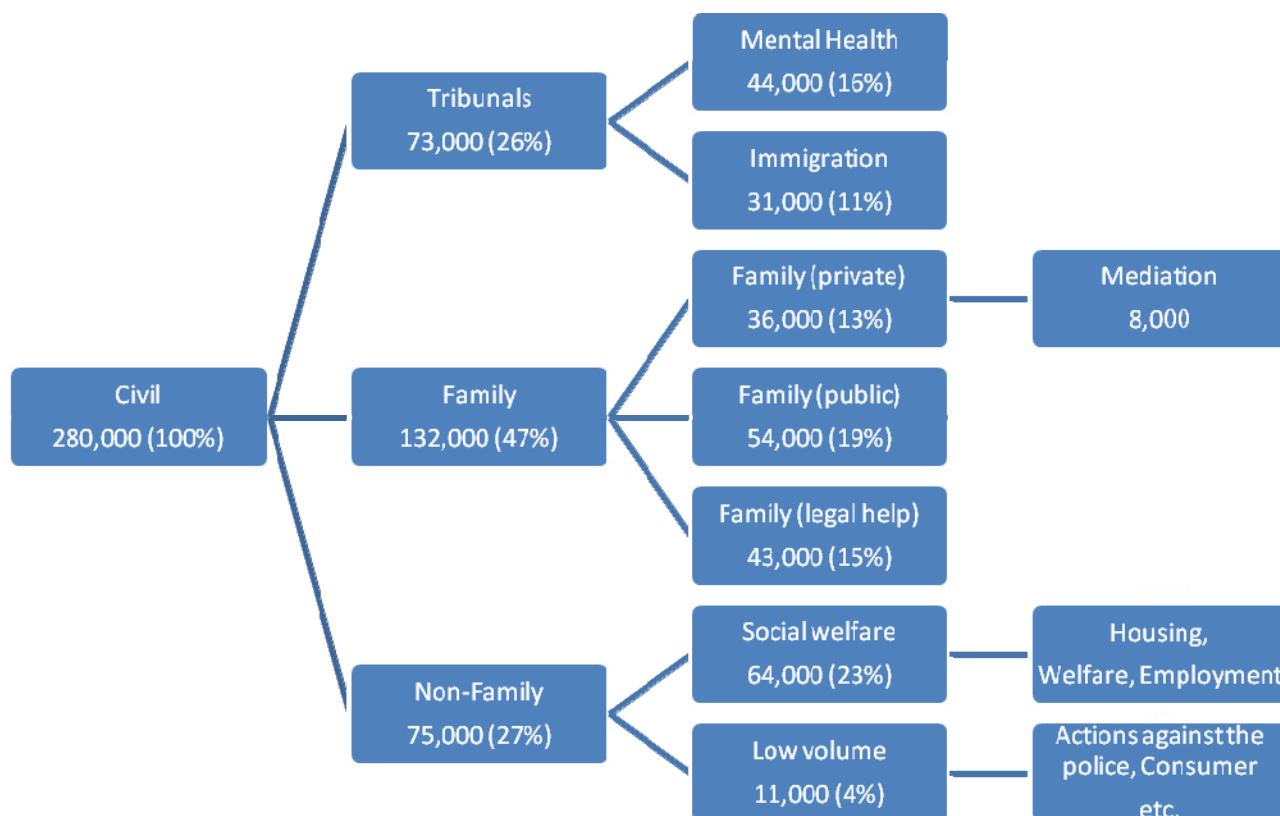 Mental Health
44,000 (16%)
Tribunals
73,000 (26%)
Immigration
31,000 (11%)
Family (private)
36,000 (13%)
Mediation
8,000
Civil
280,000 (100%)
Family
132,000 (47%)
Family (public)
54,000 (19%)
Family (legal help)
43,000 (15%)
Social welfare
64,000 (23%)
Housing,
Welfare, Employment
Non-Family
75,000 (27%)
Low volume
11,000 (4%)
Actions against the
police, Consumer
etc.